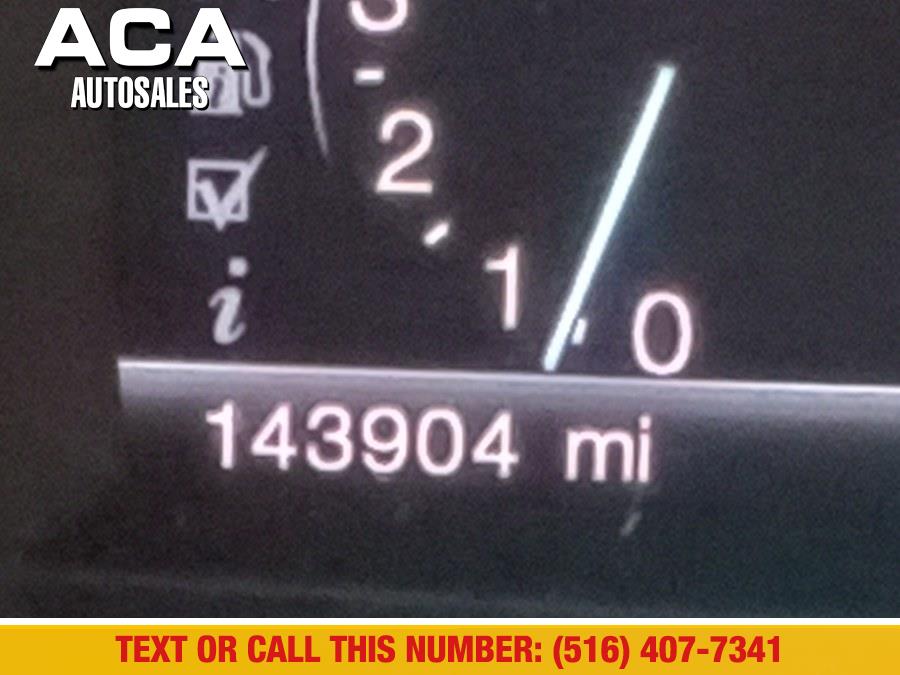 ACA
AUTOSALES
3
2
1
0
i
143904 mi
TEXT OR CALL THIS NUMBER: (516) 407-7341